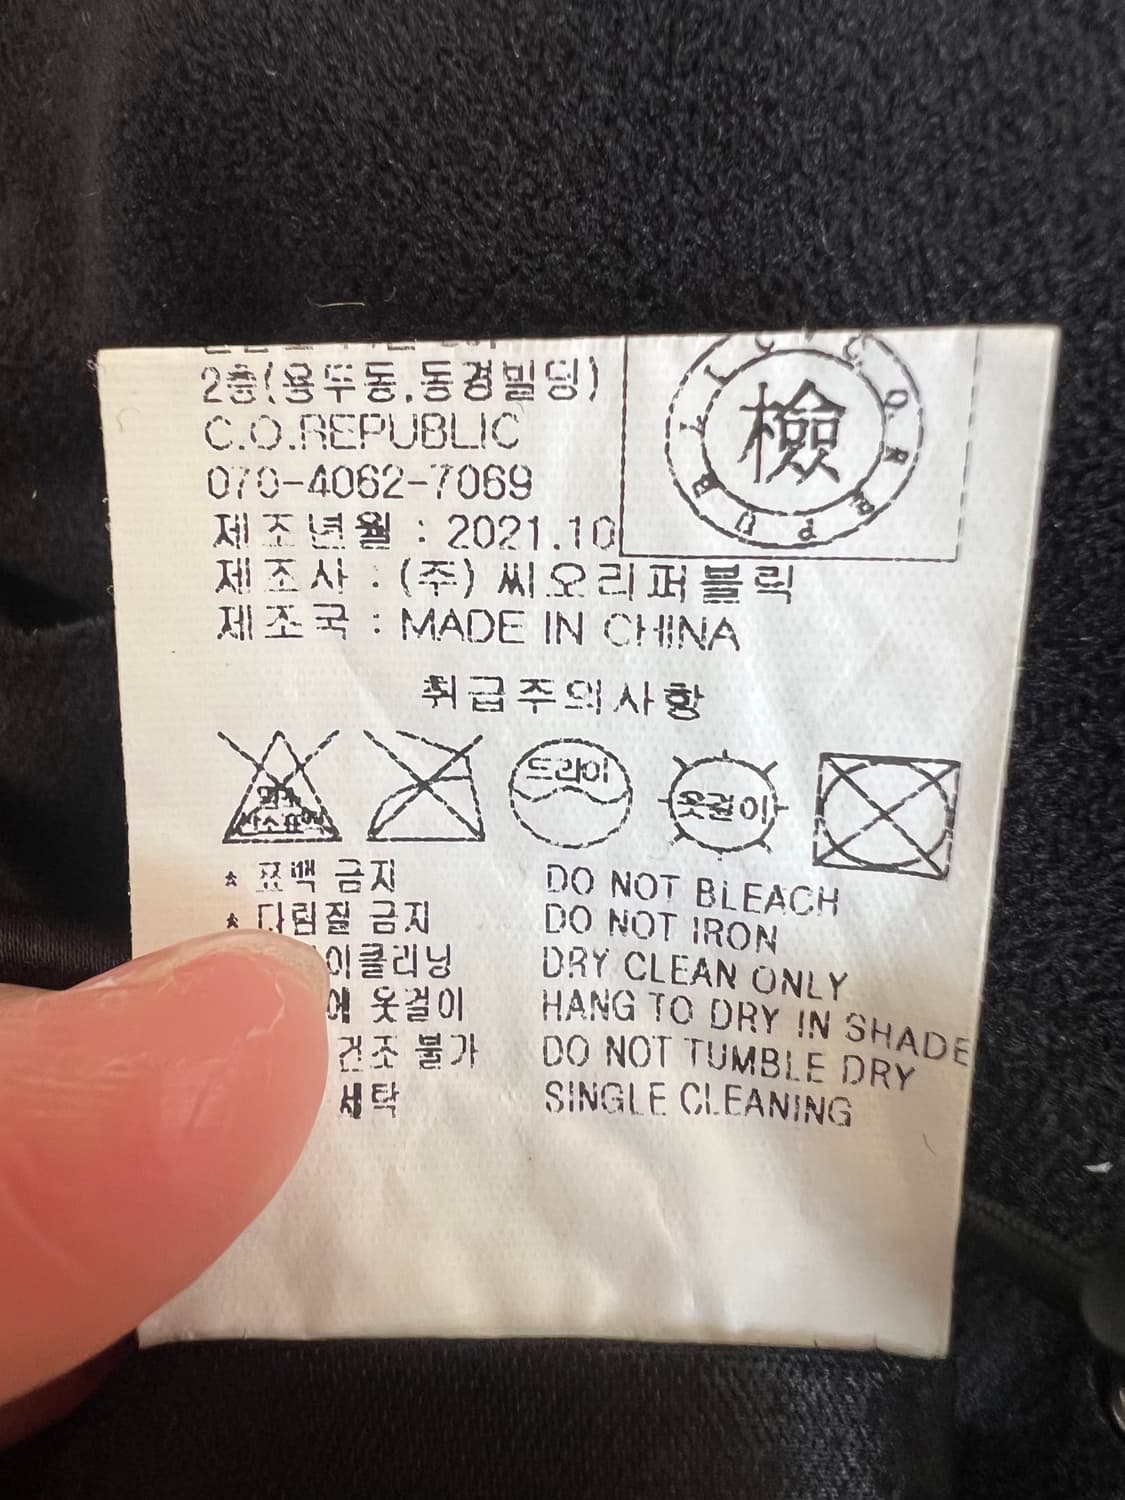 2층(용두동,동경빌딩)
C.O.REPUBLIC
070-4062-7069
제조년월 : 2021.10
제조사 : (주) 씨오리퍼블릭
제조국 : MADE IN CHINA
檢
취급주의사항
드라이
옷걸이
* 표백 금지 DO NOT BLEACH
* 다림질 금지 DO NOT IRON
이클리닝 DRY CLEAN ONLY
에 옷걸이 HANG TO DRY IN SHADE
건조 불가 DO NOT TUMBLE DRY
세탁 SINGLE CLEANING